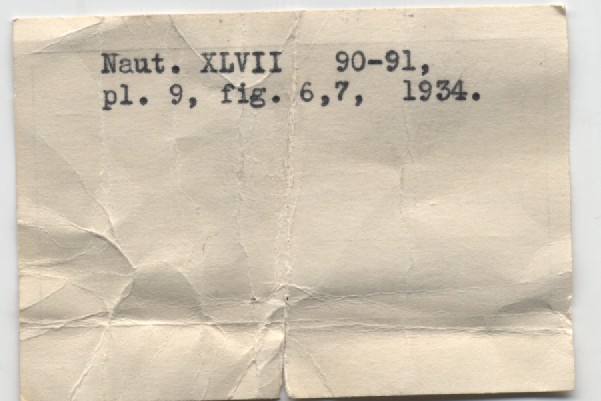 Naut. XLVII 90-91,
pl. 9, fig. 6,7, 1934.